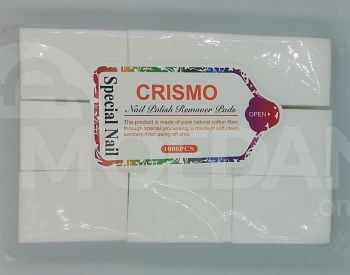 Special Nail
CRISMO
Nail Polish Remover Pads
OPEN
The product is made of pure natural cotton fiber,
through special processing is made of soft,clean,
sanitary.After using-off chip.
1000PCS